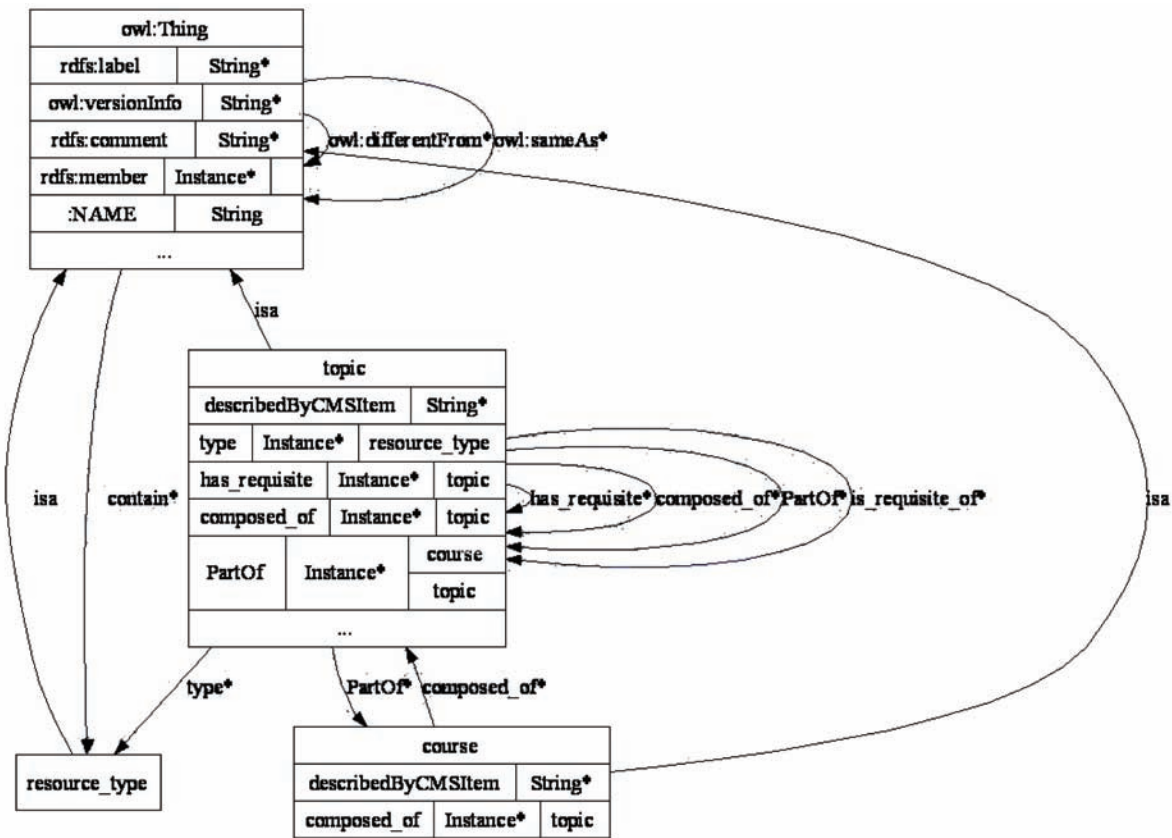 owl:Thing
rdfs:label String*
owl:versionInfo String*
rdfs:comment String*
rdfs:member Instance*
:NAME String
...
owl:differentFrom* owl:sameAs*
isa
topic
describedByCMSItem String*
type Instance* resource_type
has_requisite Instance* topic
composed_of Instance* topic
PartOf Instance* course
topic
...
has_requisite* composed_of* PartOf* is_requisite_of*
isa
contain*
isa
type*
PartOf* composed_of*
resource_type
course
describedByCMSItem String*
composed_of Instance* topic